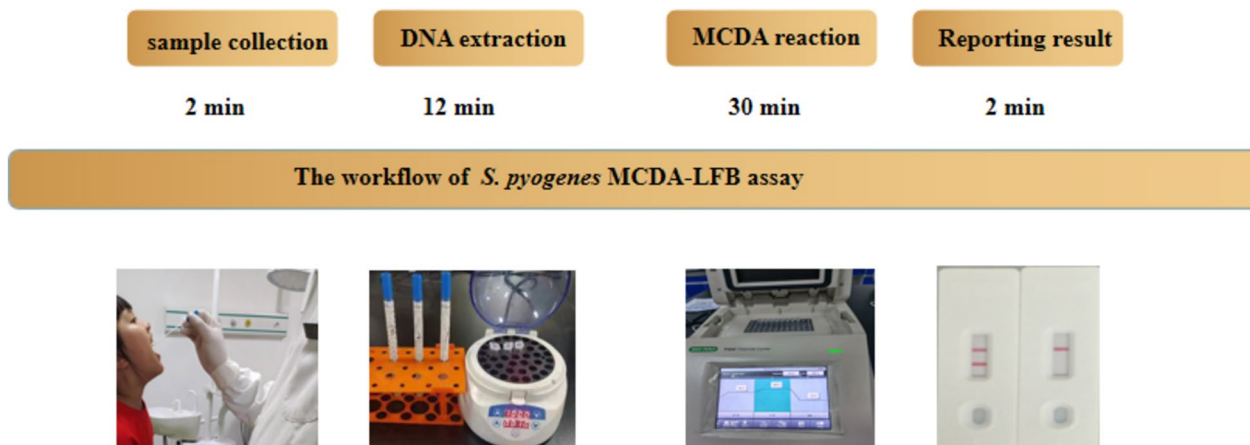 sample collection
DNA extraction
MCDA reaction
Reporting result
2 min
12 min
30 min
2 min
The workflow of S. pyogenes MCDA-LFB assay